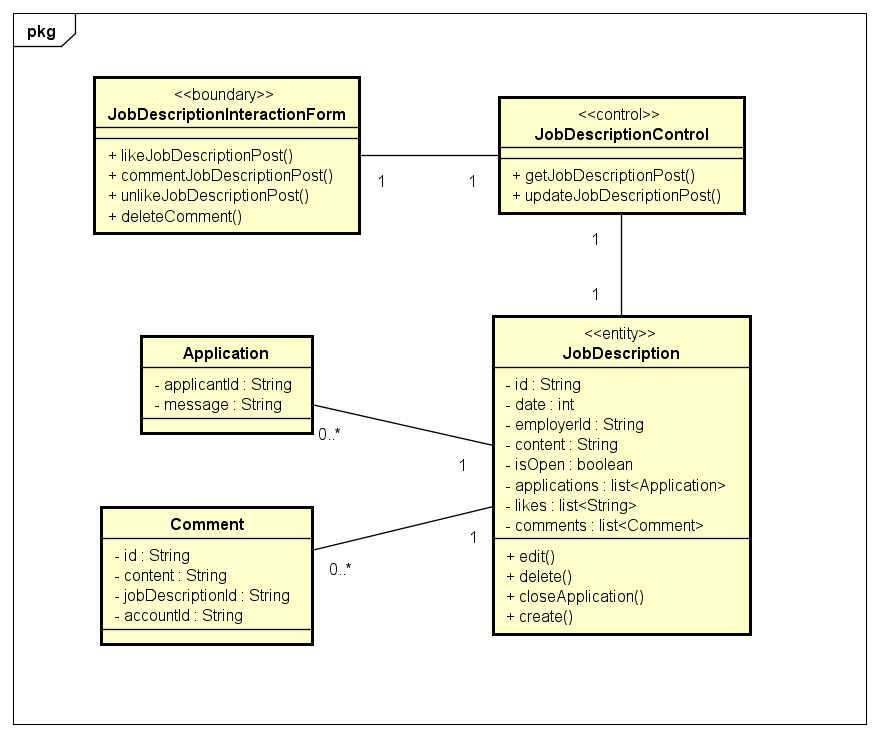 pkg
<<boundary>>
JobDescriptionInteractionForm
+ likeJobDescriptionPost()
+ commentJobDescriptionPost()
+ unlikeJobDescriptionPost()
+ deleteComment()
1
1
<<control>>
JobDescriptionControl
+ getJobDescriptionPost()
+ updateJobDescriptionPost()
1
1
Application
- applicantId : String
- message : String
0..*
1
Comment
- id : String
- content : String
- jobDescriptionId : String
- accountId : String
0..*
1
<<entity>>
JobDescription
- id : String
- date : int
- employerId : String
- content : String
- isOpen : boolean
- applications : list<Application>
- likes : list<String>
- comments : list<Comment>
+ edit()
+ delete()
+ closeApplication()
+ create()